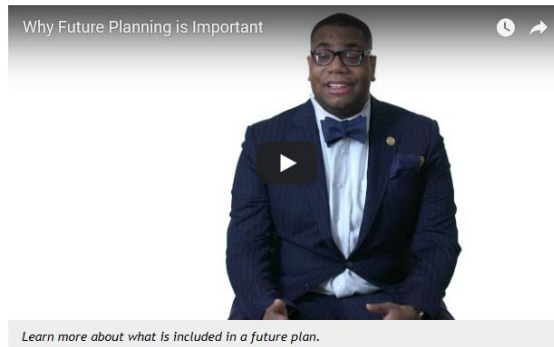 Why Future Planning is Important
Learn more about what is included in a future plan.